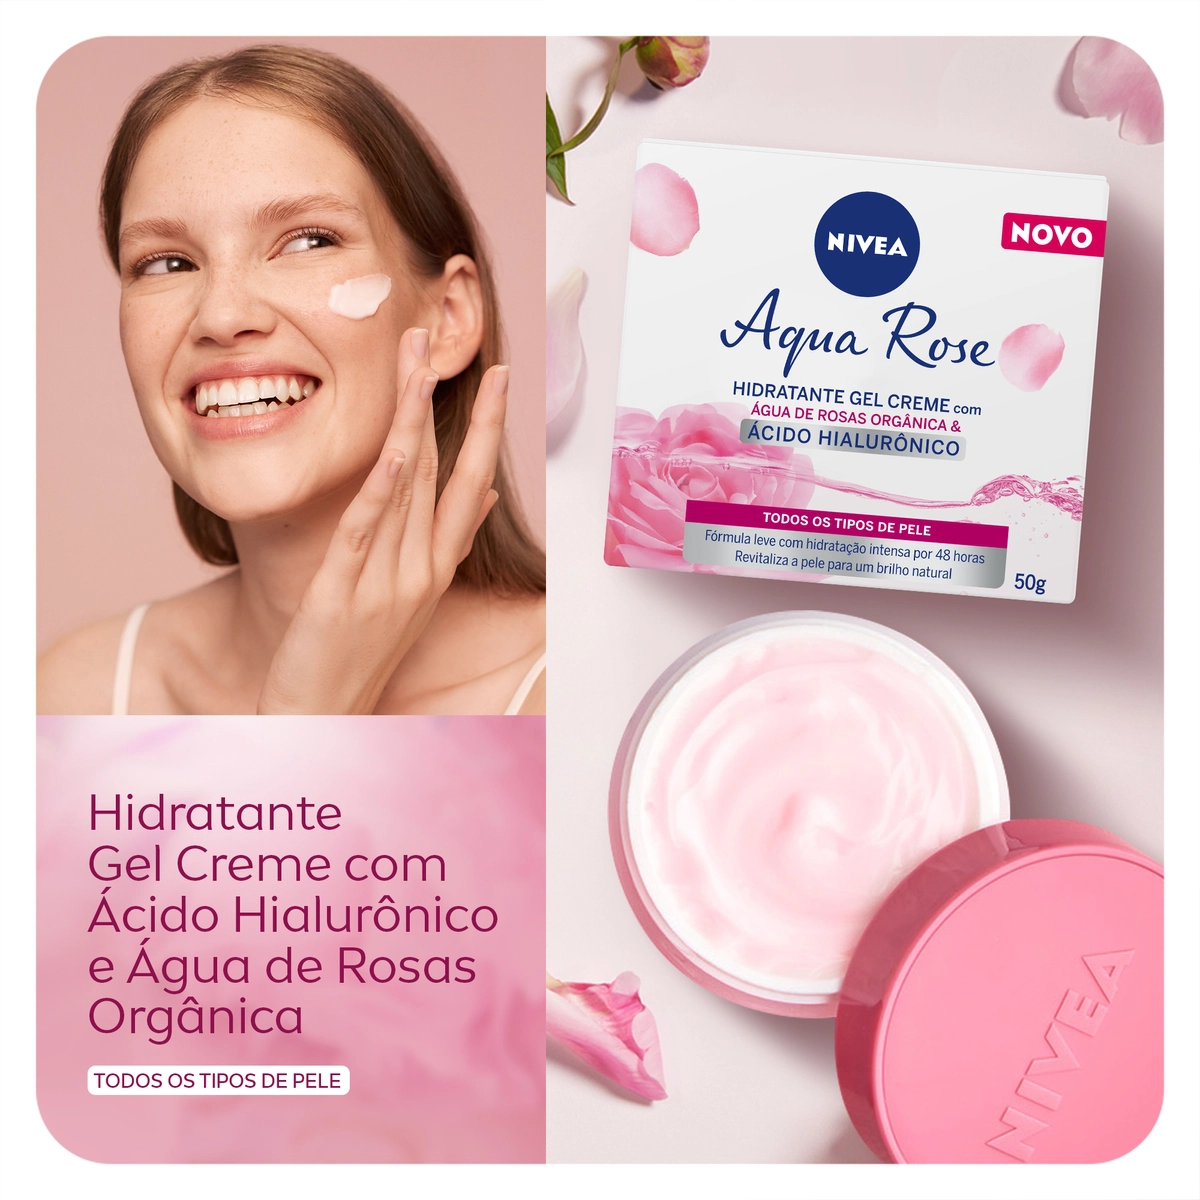 NIVEA
NOVO
Aqua Rose
HIDRATANTE GEL CREME com
ÁGUA DE ROSAS ORGÂNICA &
ÁCIDO HIALURÔNICO
TODOS OS TIPOS DE PELE
Fórmula leve com hidratação intensa por 48 horas
Revitaliza a pele para um brilho natural
50g
Hidratante
Gel Creme com
Ácido Hialurônico
e Água de Rosas
Orgânica
TODOS OS TIPOS DE PELE
NIVEA